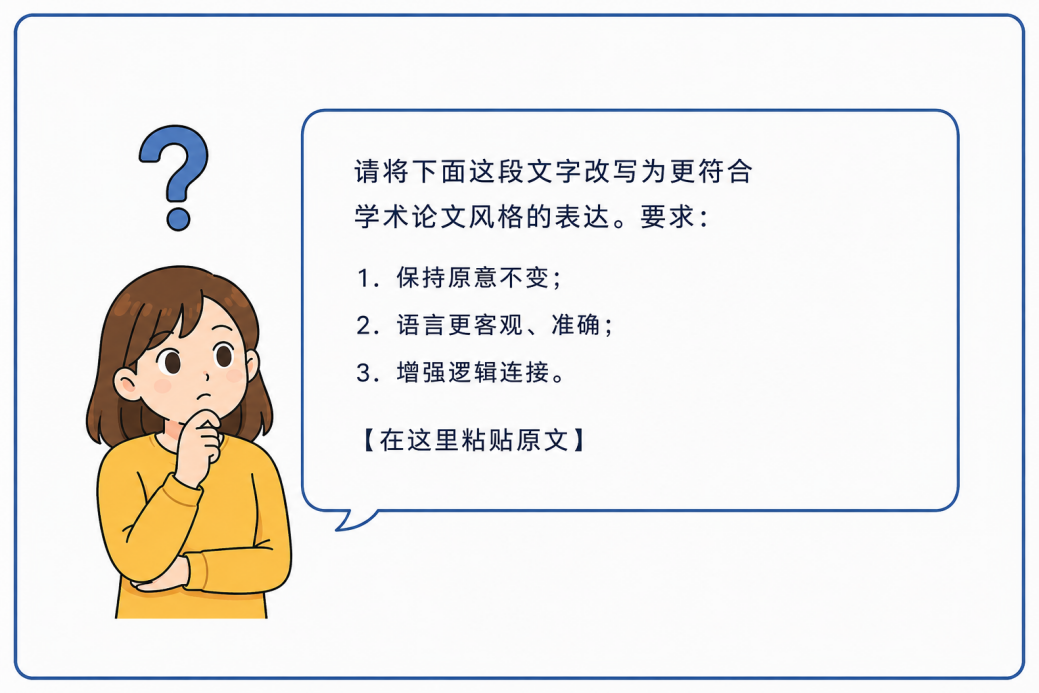 ?
请将下面这段文字改写为更符合
学术论文风格的表达。要求：
1. 保持原意不变；
2. 语言更客观、准确；
3. 增强逻辑连接。
【在这里粘贴原文】